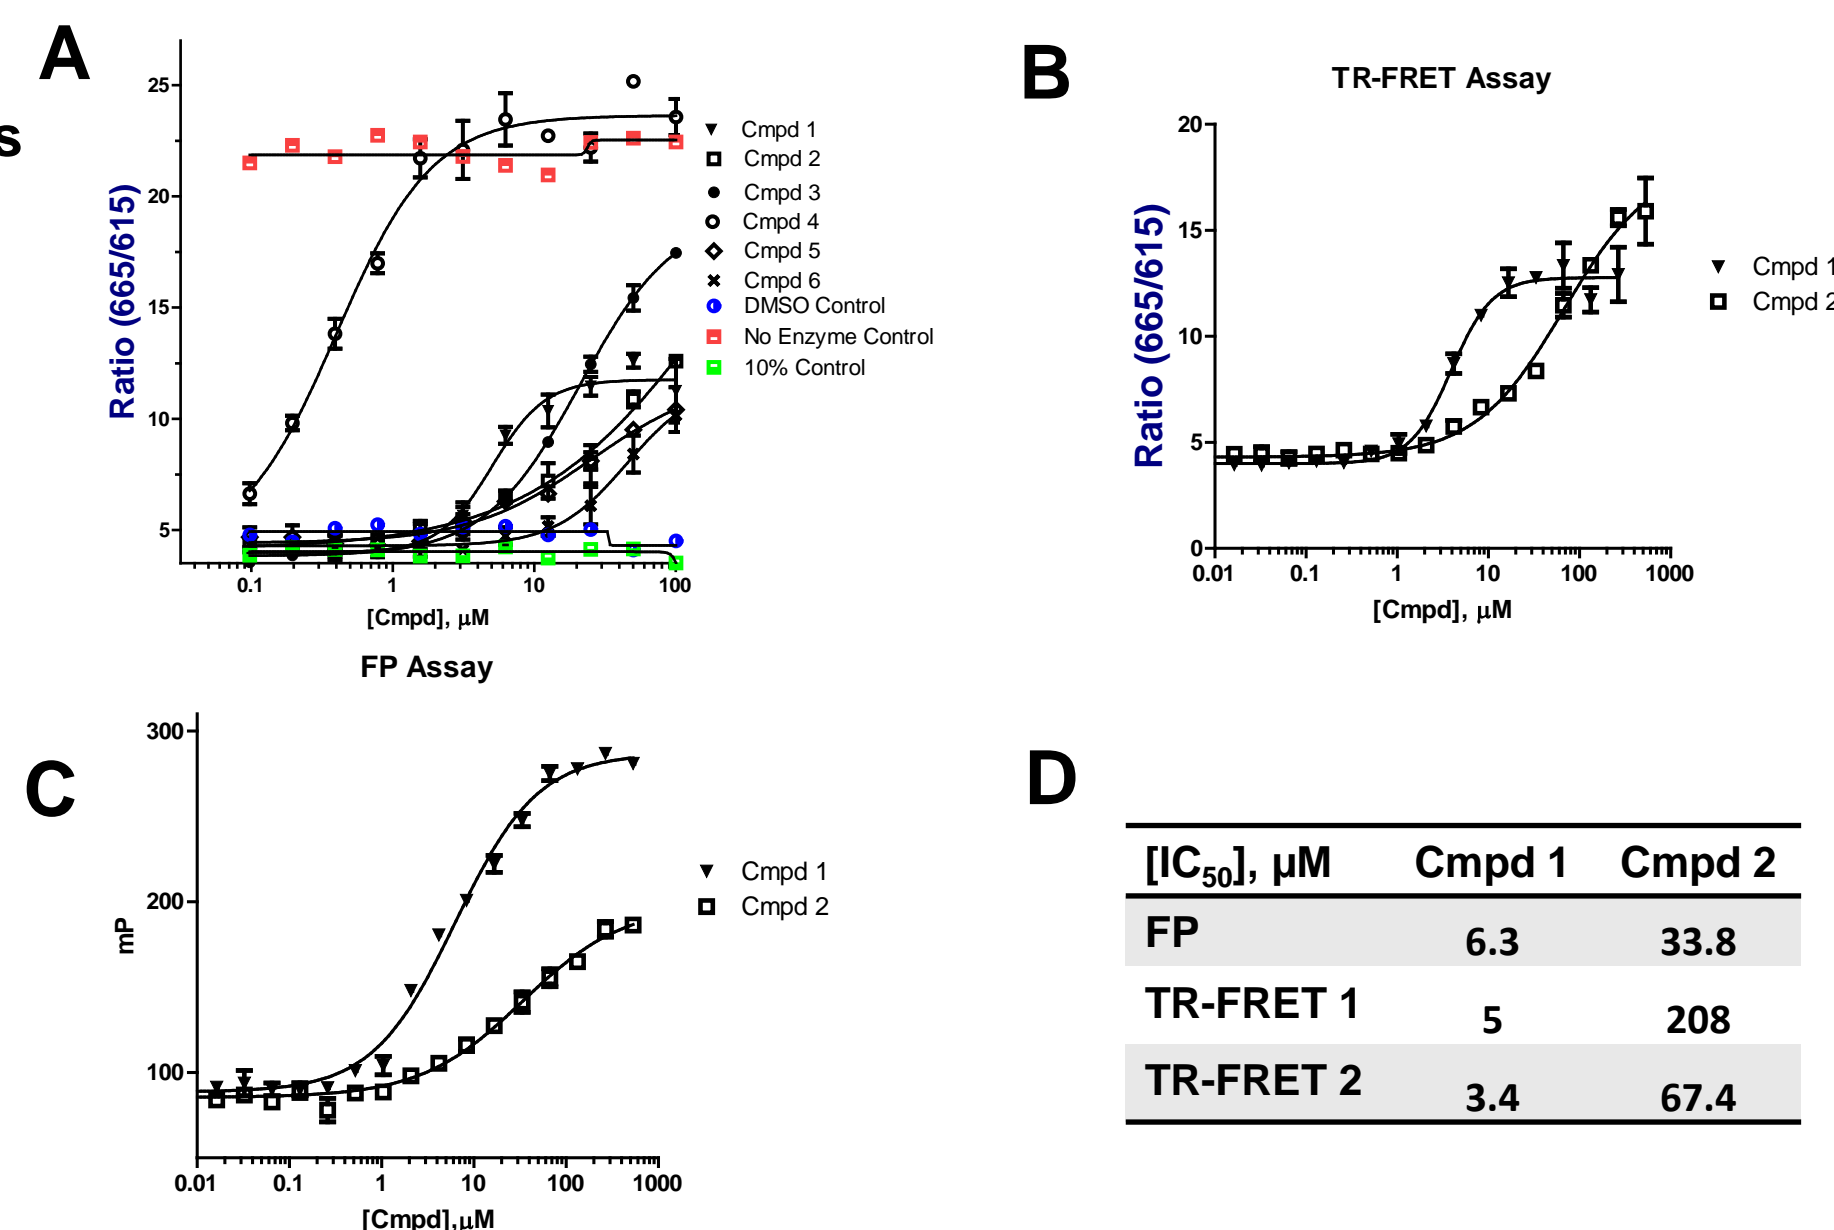 s
A
25
20
15
10
5
Ratio (665/615)
0.1 1 10 100
[Cmpd], µM
Cmpd 1
Cmpd 2
Cmpd 3
Cmpd 4
Cmpd 5
Cmpd 6
DMSO Control
No Enzyme Control
10% Control
B
TR-FRET Assay
20
15
10
5
0
Ratio (665/615)
0.01 0.1 1 10 100 1000
[Cmpd], µM
Cmpd 1
Cmpd 2
FP Assay
C
300
200
100
mP
0.01 0.1 1 10 100 1000
[Cmpd],µM
Cmpd 1
Cmpd 2
D
[IC50], µM Cmpd 1 Cmpd 2
FP 6.3 33.8
TR-FRET 1 5 208
TR-FRET 2 3.4 67.4